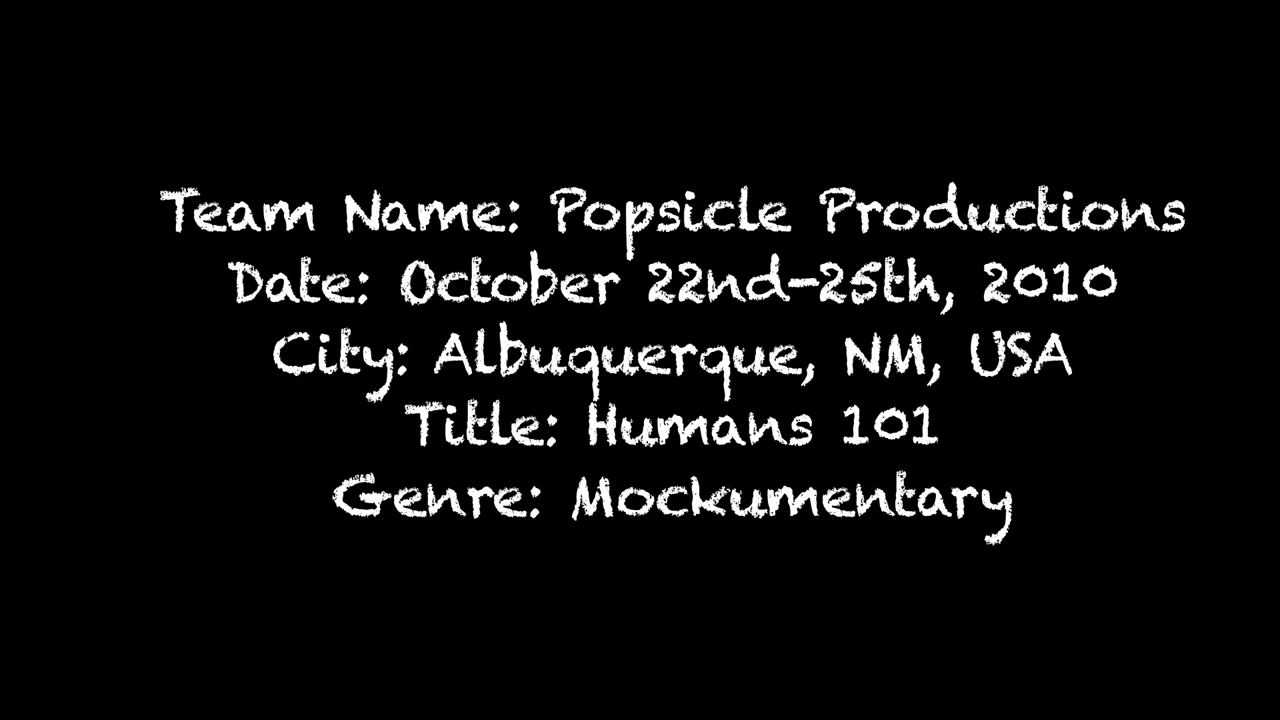 Team Name: Popsicle Productions
Date: October 22nd-25th, 2010
City: Albuquerque, NM, USA
Title: Humans 101
Genre: Mockumentary